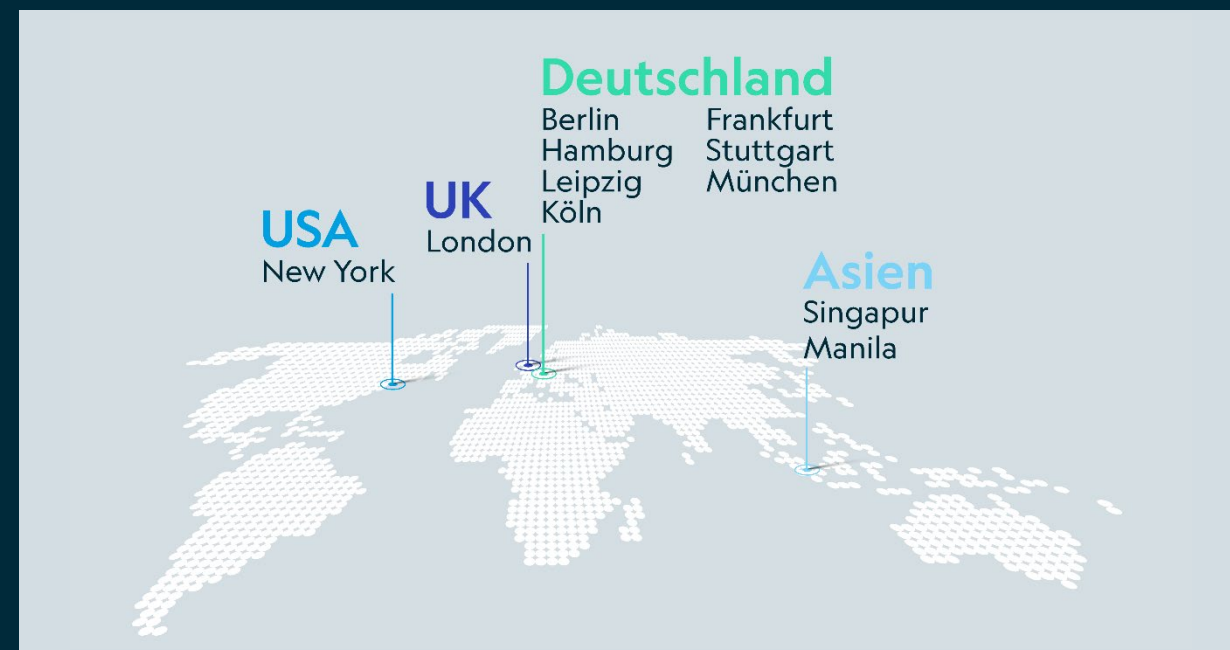 Deutschland
Berlin Frankfurt
Hamburg Stuttgart
Leipzig München
Köln
UK
London
USA
New York
Asien
Singapur
Manila